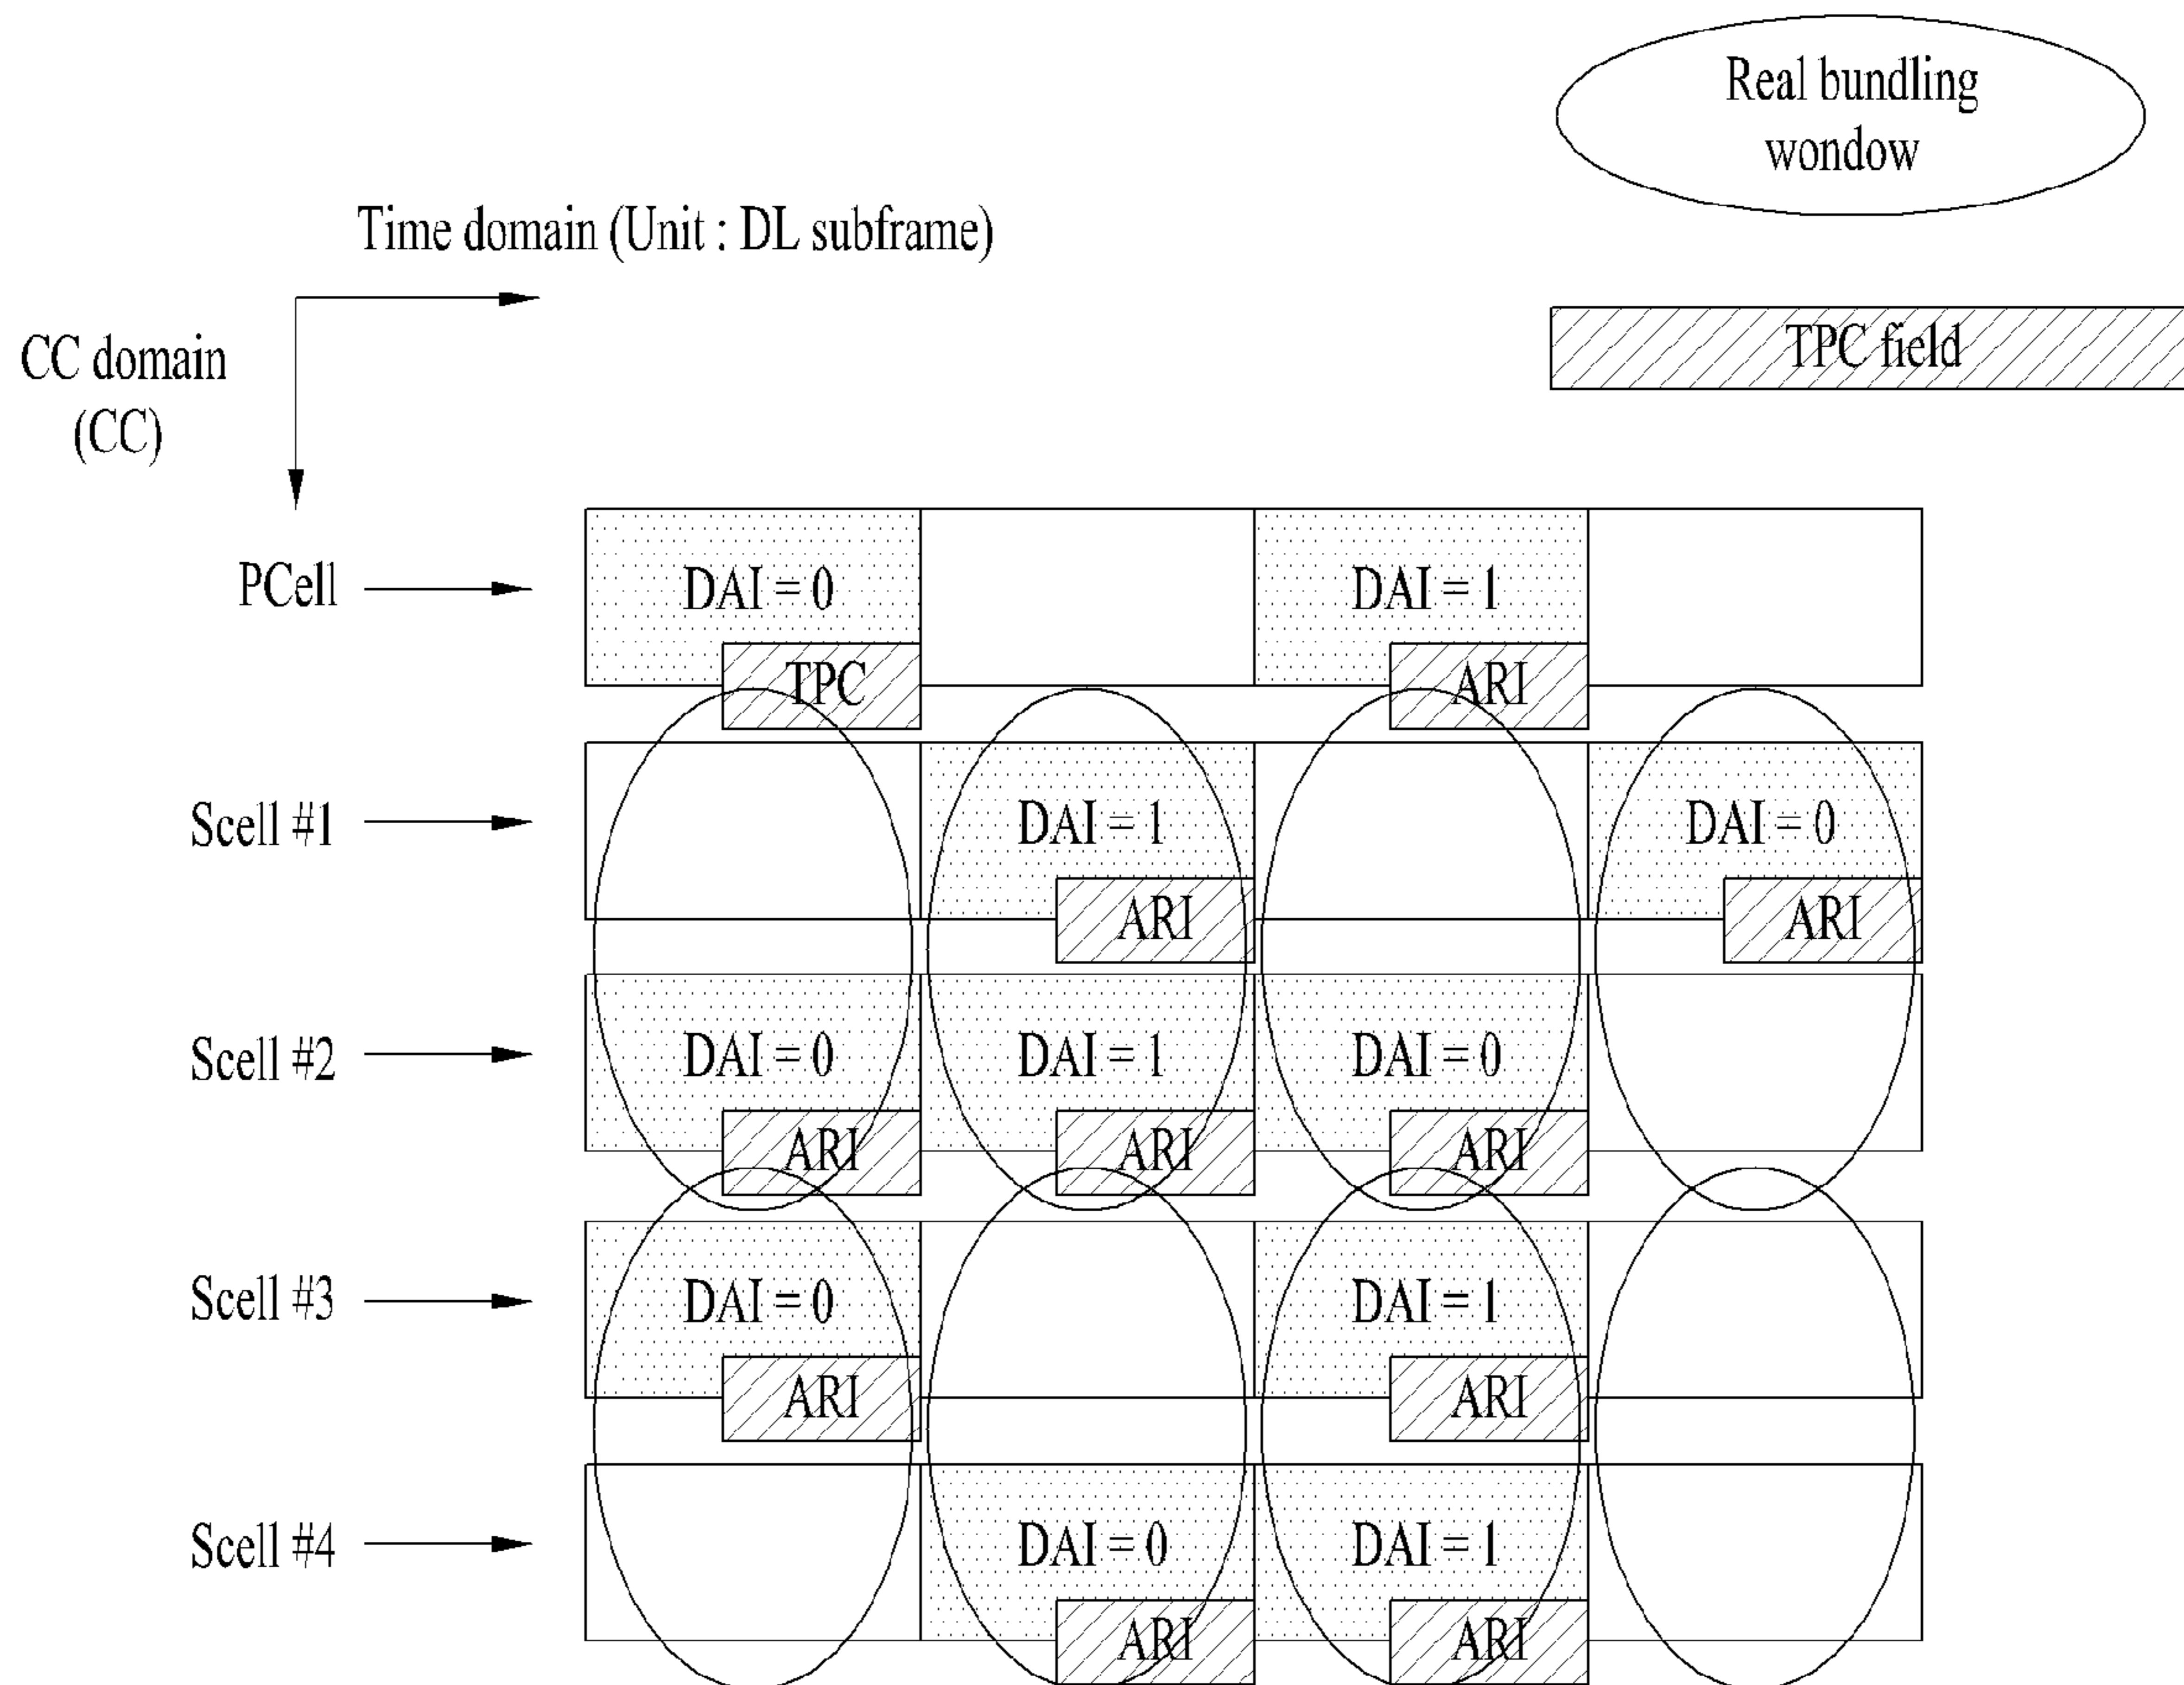 Real bundling
wondow
Time domain (Unit : DL subframe)
TPC field
CC domain
(CC)
PCell
DAI = 0
DAI = 1
TPC
ARI
Scell #1
DAI = 1
DAI = 0
ARI
ARI
Scell #2
DAI = 0
DAI = 1
DAI = 0
ARI
ARI
ARI
Scell #3
DAI = 0
DAI = 1
ARI
ARI
Scell #4
DAI = 0
DAI = 1
ARI
ARI